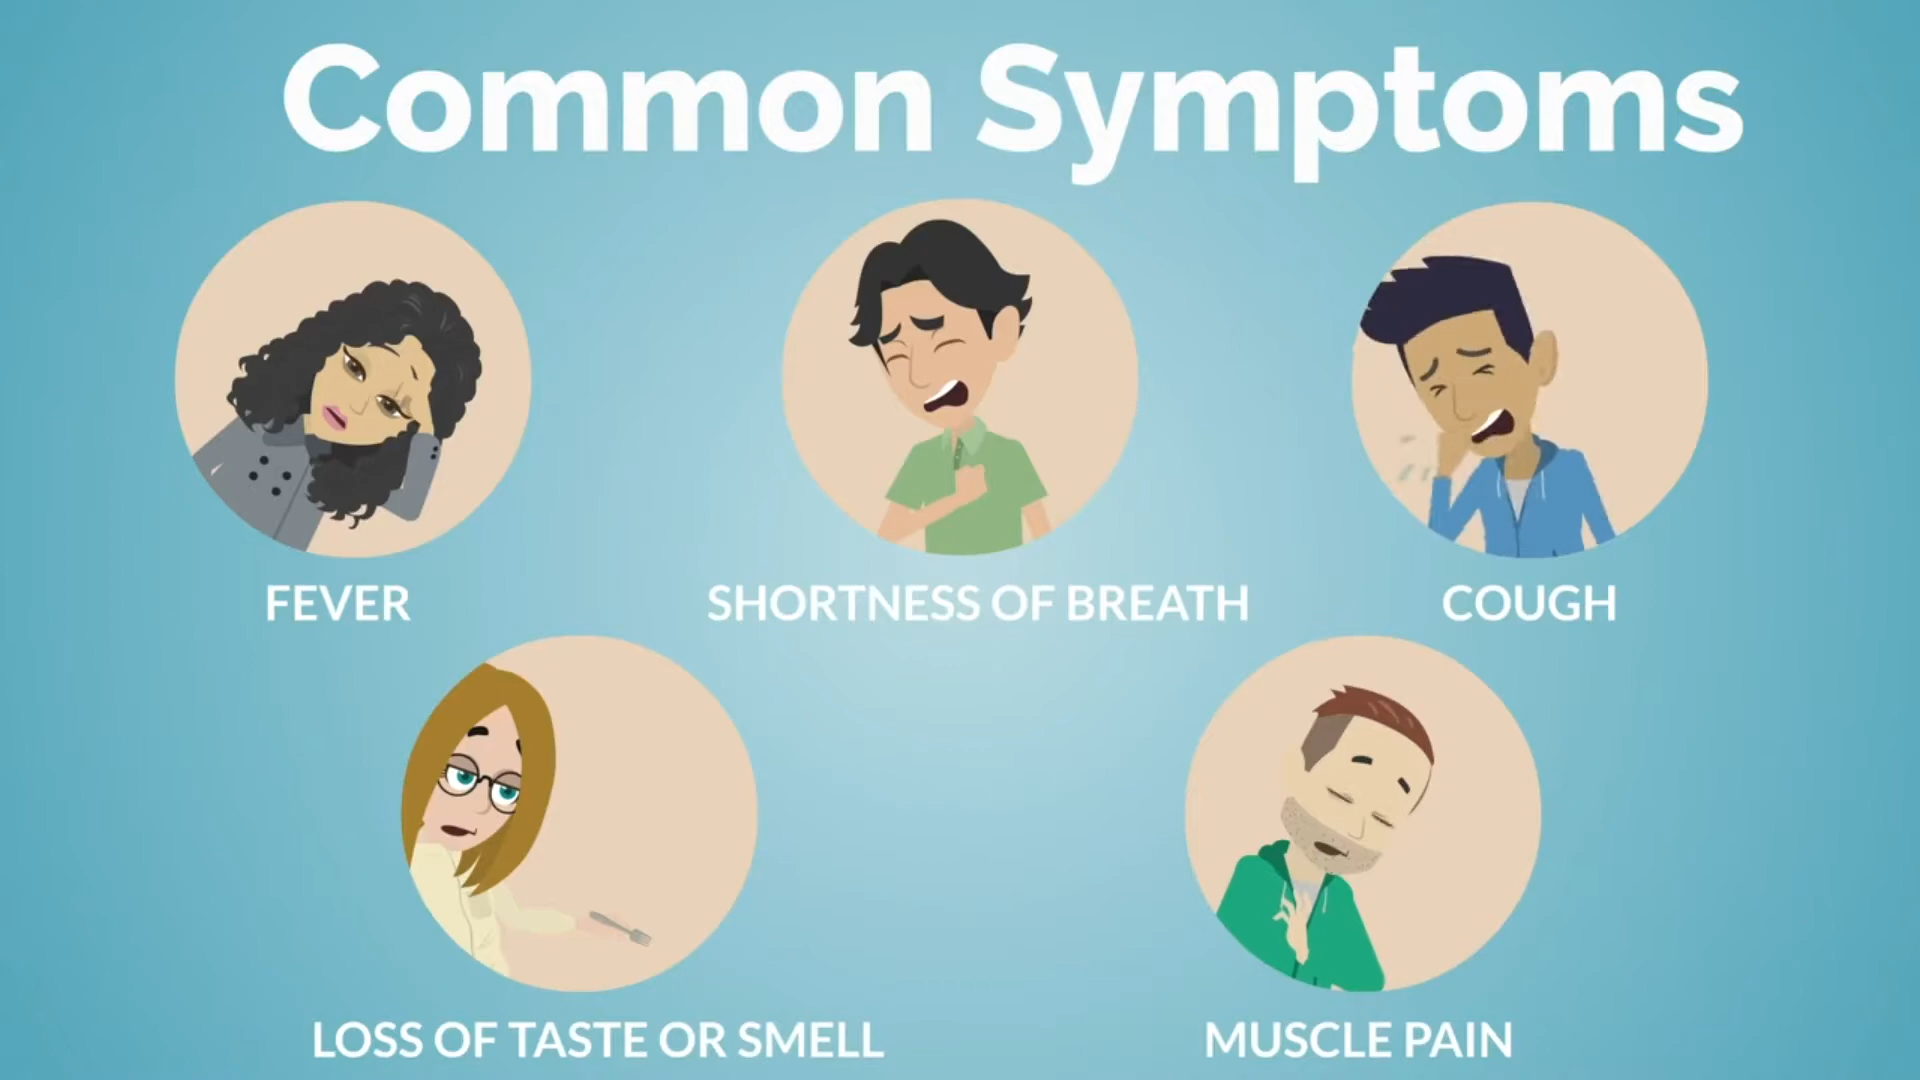 Common Symptoms
FEVER
SHORTNESS OF BREATH
COUGH
LOSS OF TASTE OR SMELL
MUSCLE PAIN